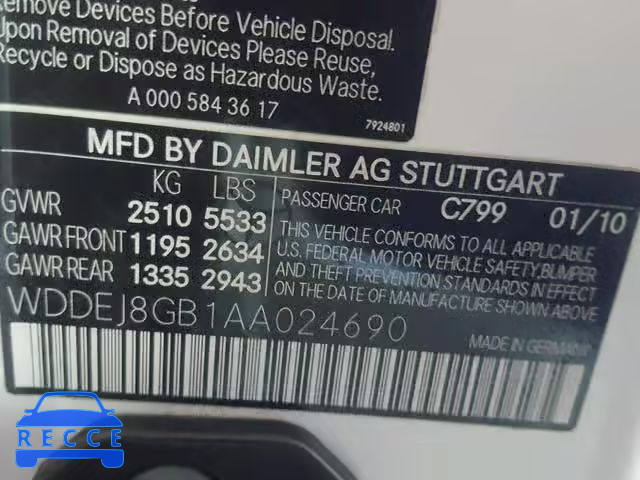 Remove Devices Before Vehicle Disposal.
Upon Removal of Devices Please Reuse,
Recycle or Dispose as Hazardous Waste.
A 000 584 36 17
7924801
MFD BY DAIMLER AG STUTTGART
KG LBS
GVWR 2510 5533
GAWR FRONT 1195 2634
GAWR REAR 1335 2943
PASSENGER CAR C799 01/10
THIS VEHICLE CONFORMS TO ALL APPLICABLE
U.S. FEDERAL MOTOR VEHICLE SAFETY, BUMPER
AND THEFT PREVENTION STANDARDS IN EFFECT
ON THE DATE OF MANUFACTURE SHOWN ABOVE.
WDDEJ8GB1AA024690
MADE IN GERMANY
RECCE